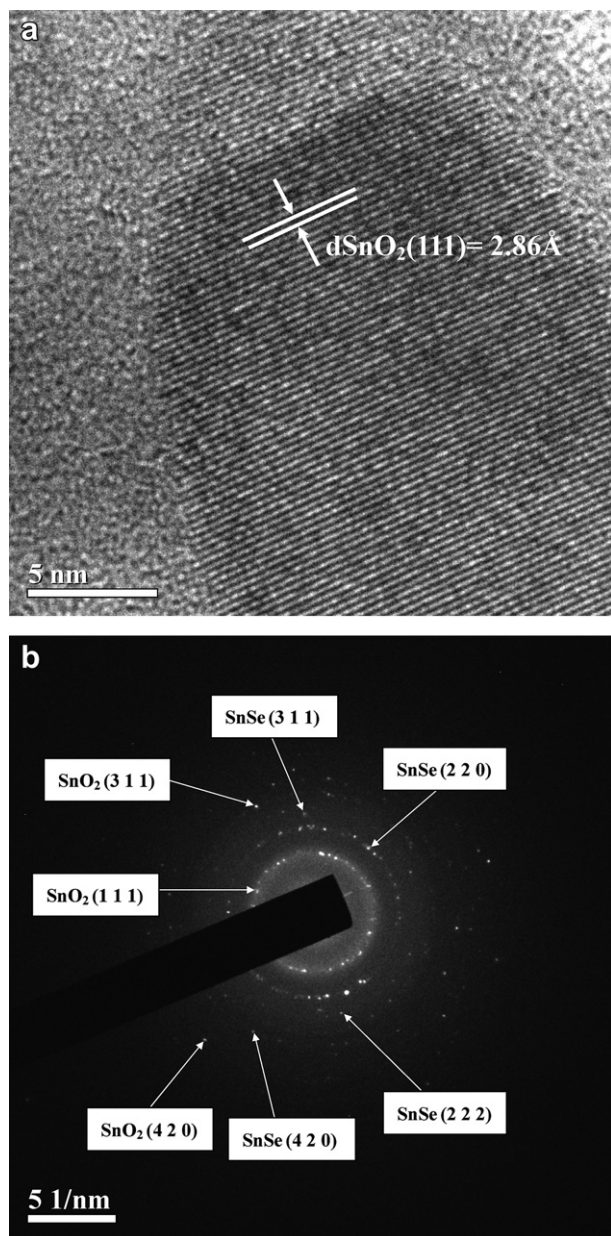 a
dSnO₂(111)= 2.86Å
5 nm
b
SnSe (3 1 1)
SnO₂ (3 1 1)
SnSe (2 2 0)
SnO₂ (1 1 1)
SnO₂ (4 2 0)
SnSe (4 2 0)
SnSe (2 2 2)
5 1/nm